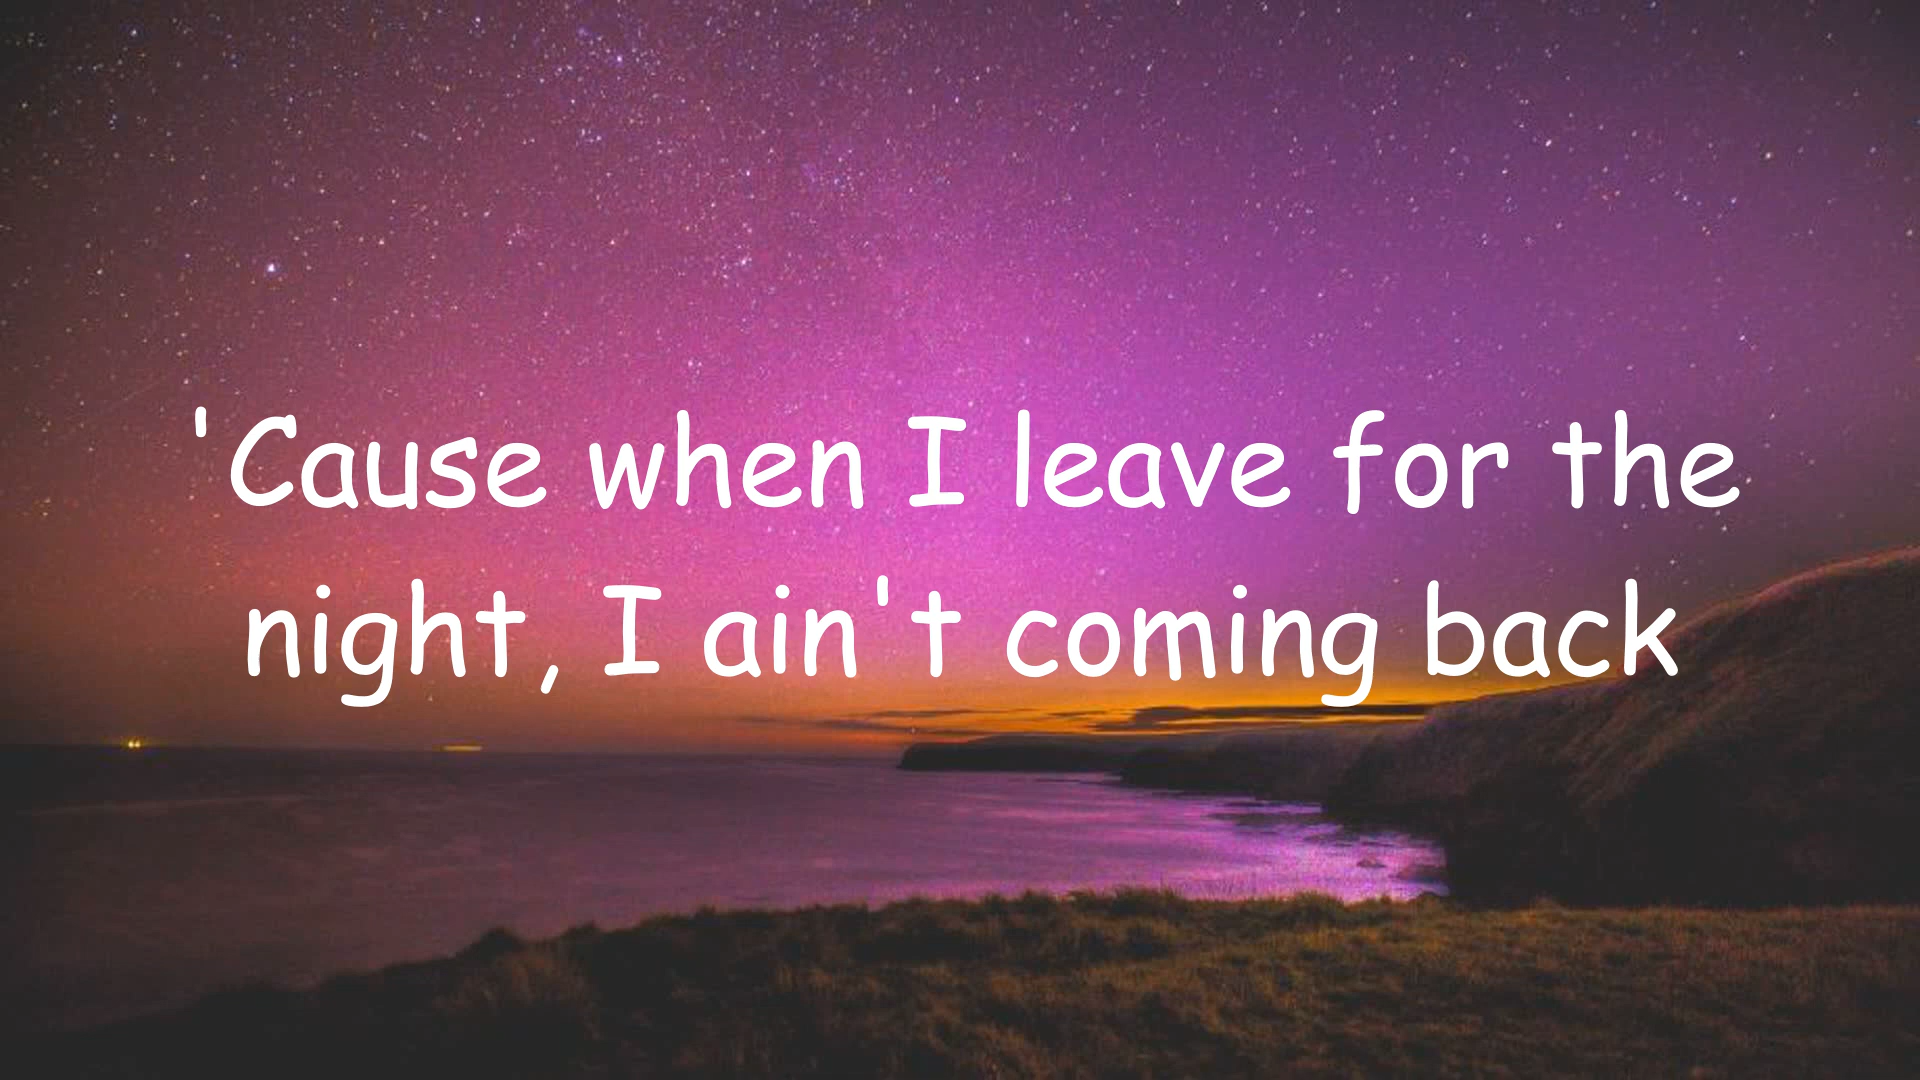 'Cause when I leave for the
night, I ain't coming back